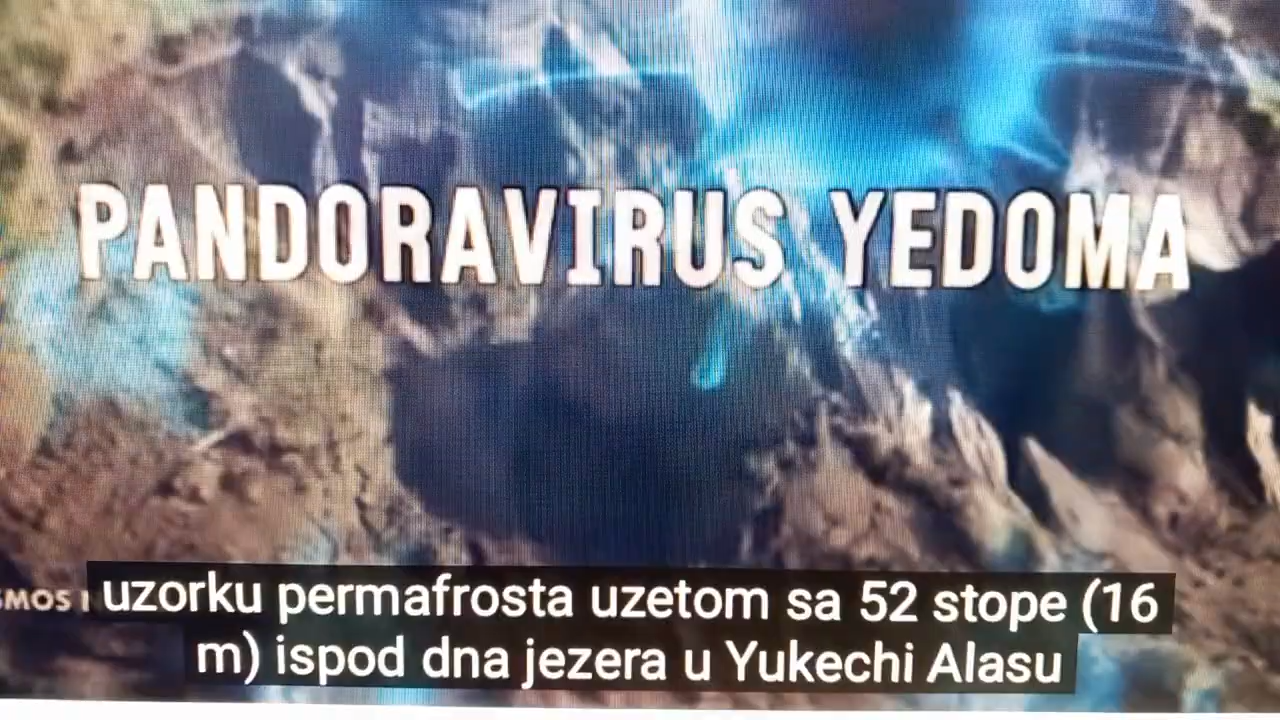 PANDORAVIRUS YEDOMA
uzorku permafrosta uzetom sa 52 stope (16
m) ispod dna jezera u Yukechi Alasu